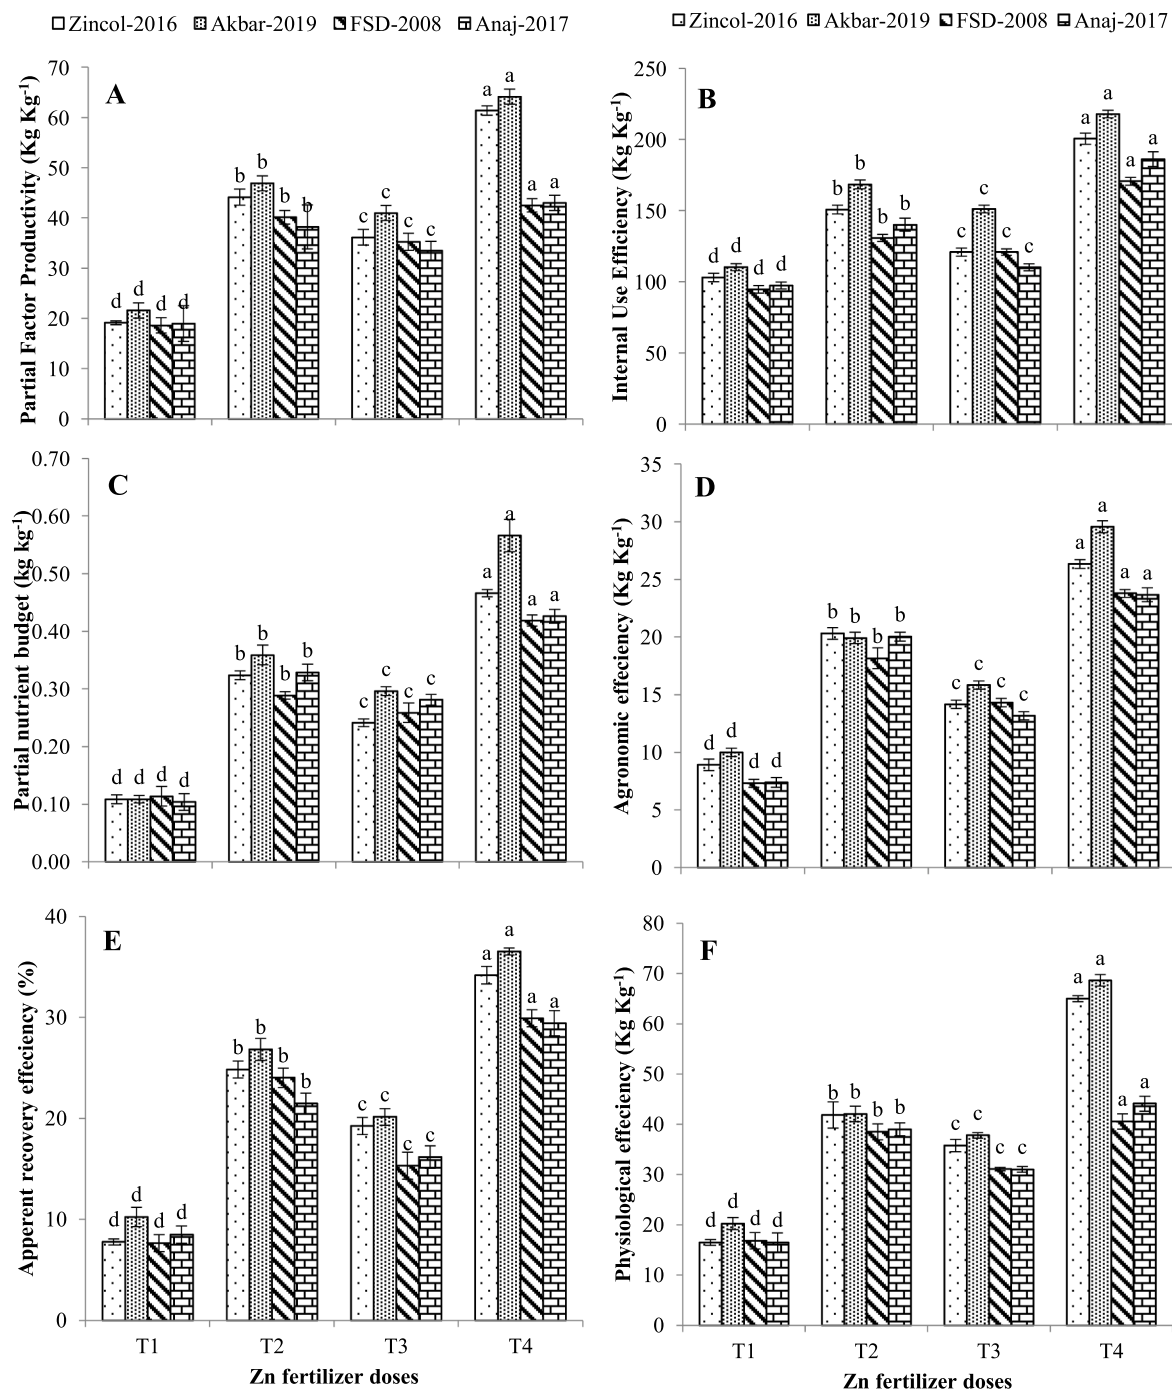 Zincol-2016 Akbar-2019 FSD-2008 Anaj-2017
Zincol-2016 Akbar-2019 FSD-2008 Anaj-2017
A
Partial Factor Productivity (Kg Kg-1)
70
60
50
40
30
20
10
0
d d d d
b b b b
c c c c
a a a a
B
Internal Use Efficiency (Kg Kg-1)
250
200
150
100
50
0
d d d d
b b b b
c c c c
a a a a
C
Partial nutrient budget (kg kg-1)
0.70
0.60
0.50
0.40
0.30
0.20
0.10
0.00
d d d d
b b b b
c c c c
a a a a
D
Agronomic effeciency (Kg Kg-1)
35
30
25
20
15
10
5
0
d d d d
b b b b
c c c c
a a a a
E
Apperent recovery effeciency (%)
40
30
20
10
0
d d d d
b b b b
c c c c
a a a a
T1 T2 T3 T4
Zn fertilizer doses
F
Physiological effeciency (Kg Kg-1)
80
70
60
50
40
30
20
10
0
d d d d
b b b b
c c c c
a a a a
T1 T2 T3 T4
Zn fertilizer doses